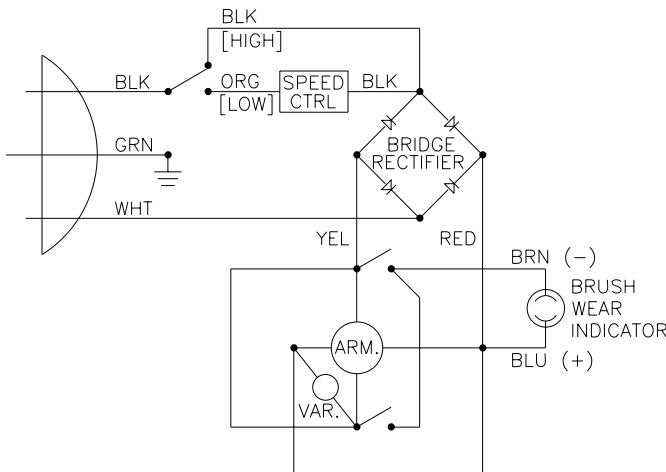 BLK
[HIGH]
BLK
ORG
[LOW]
SPEED
CTRL
BLK
GRN
BRIDGE
RECTIFIER
WHT
YEL
RED
BRN (−)
BRUSH
WEAR
INDICATOR
ARM.
BLU (+)
VAR.